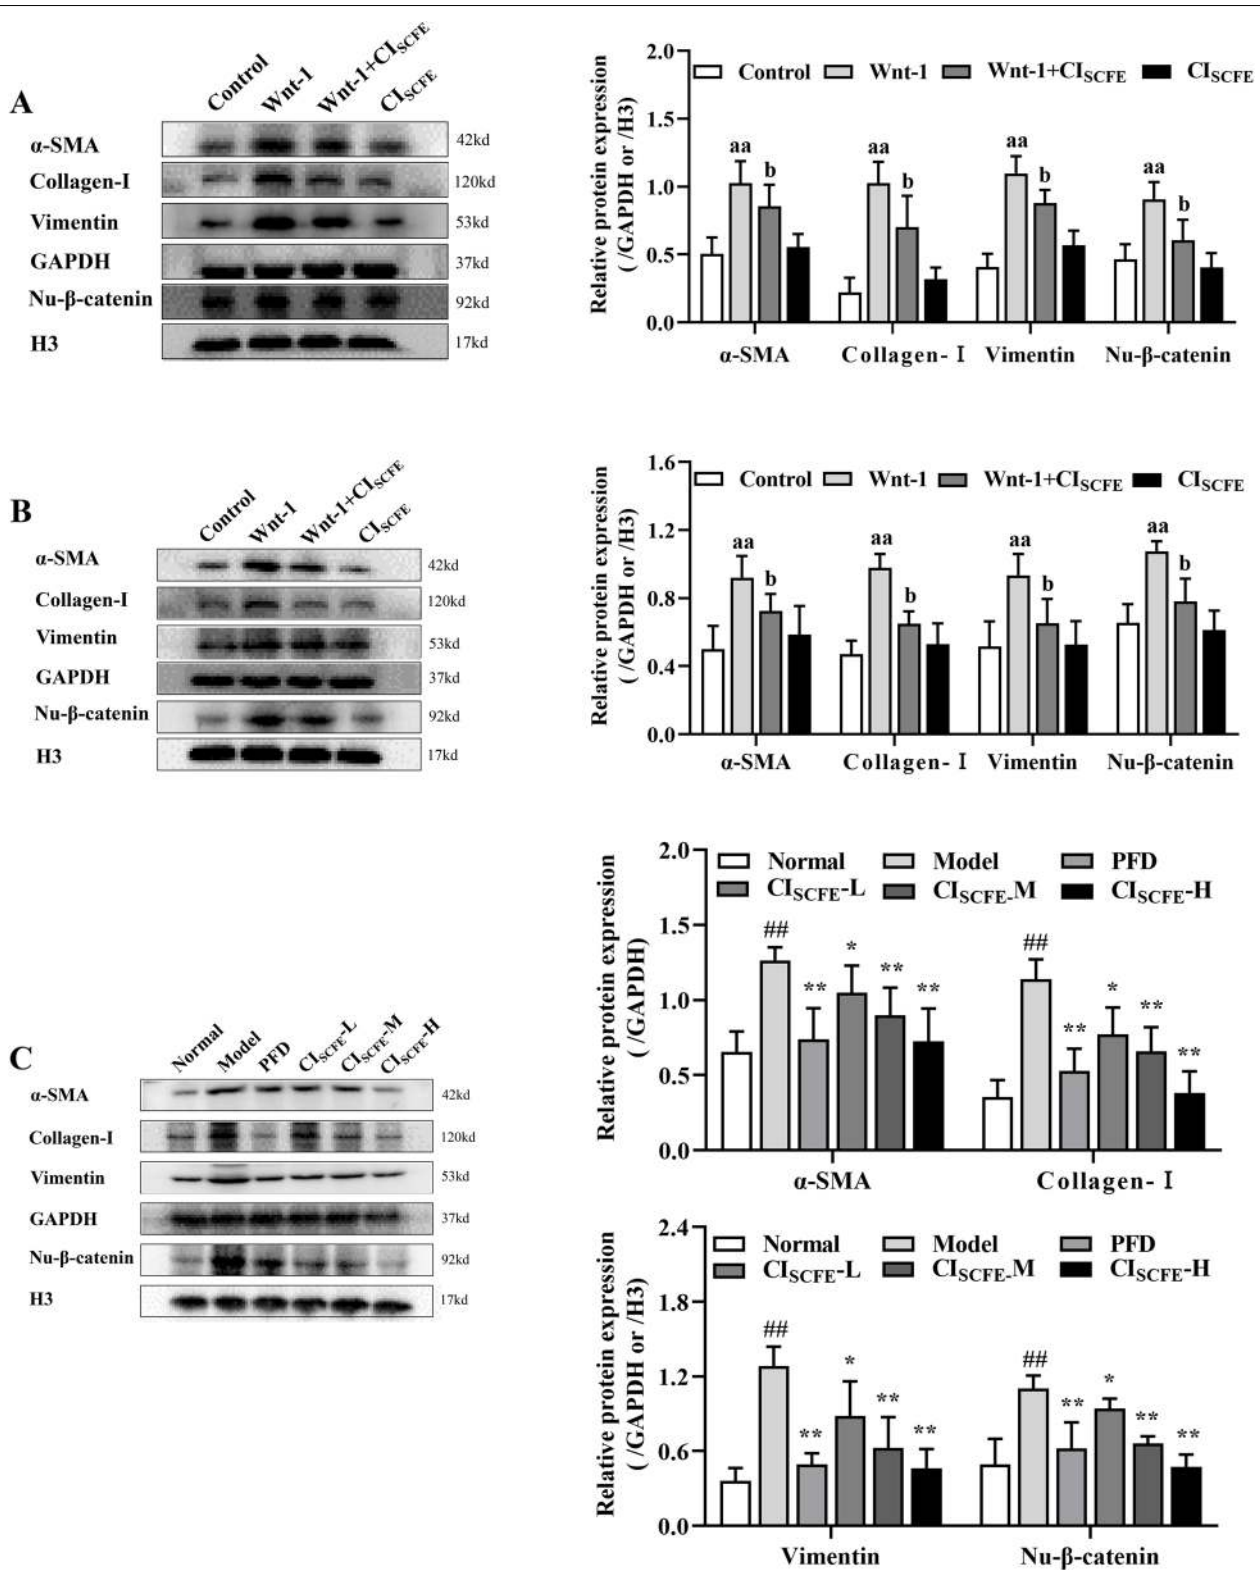 A
Control
Wnt-1
Wnt-1+CISCFE
CISCFE
α-SMA
42kd
Collagen-I
120kd
Vimentin
53kd
GAPDH
37kd
Nu-β-catenin
92kd
H3
17kd
Relative protein expression
( /GAPDH or /H3)
2.0
1.5
1.0
0.5
0.0
Control
Wnt-1
Wnt-1+CISCFE
CISCFE
aa
b
aa
b
aa
b
aa
b
α-SMA
Collagen-Ⅰ
Vimentin
Nu-β-catenin
B
Control
Wnt-1
Wnt-1+CISCFE
CISCFE
α-SMA
42kd
Collagen-I
120kd
Vimentin
53kd
GAPDH
37kd
Nu-β-catenin
92kd
H3
17kd
Relative protein expression
( /GAPDH or /H3)
1.6
1.2
0.8
0.4
0.0
Control
Wnt-1
Wnt-1+CISCFE
CISCFE
aa
b
aa
b
aa
b
aa
b
α-SMA
Collagen-Ⅰ
Vimentin
Nu-β-catenin
C
Normal
Model
PFD
CISCFE-L
CISCFE-M
CISCFE-H
α-SMA
42kd
Collagen-I
120kd
Vimentin
53kd
GAPDH
37kd
Nu-β-catenin
92kd
H3
17kd
Relative protein expression
( /GAPDH)
2.0
1.5
1.0
0.5
0.0
Normal
Model
PFD
CISCFE-L
CISCFE-M
CISCFE-H
##
**
*
**
**
##
**
*
**
**
α-SMA
Collagen-Ⅰ
Relative protein expression
( /GAPDH or /H3)
2.4
1.8
1.2
0.6
0.0
Normal
Model
PFD
CISCFE-L
CISCFE-M
CISCFE-H
##
**
*
**
**
##
**
*
**
**
Vimentin
Nu-β-catenin